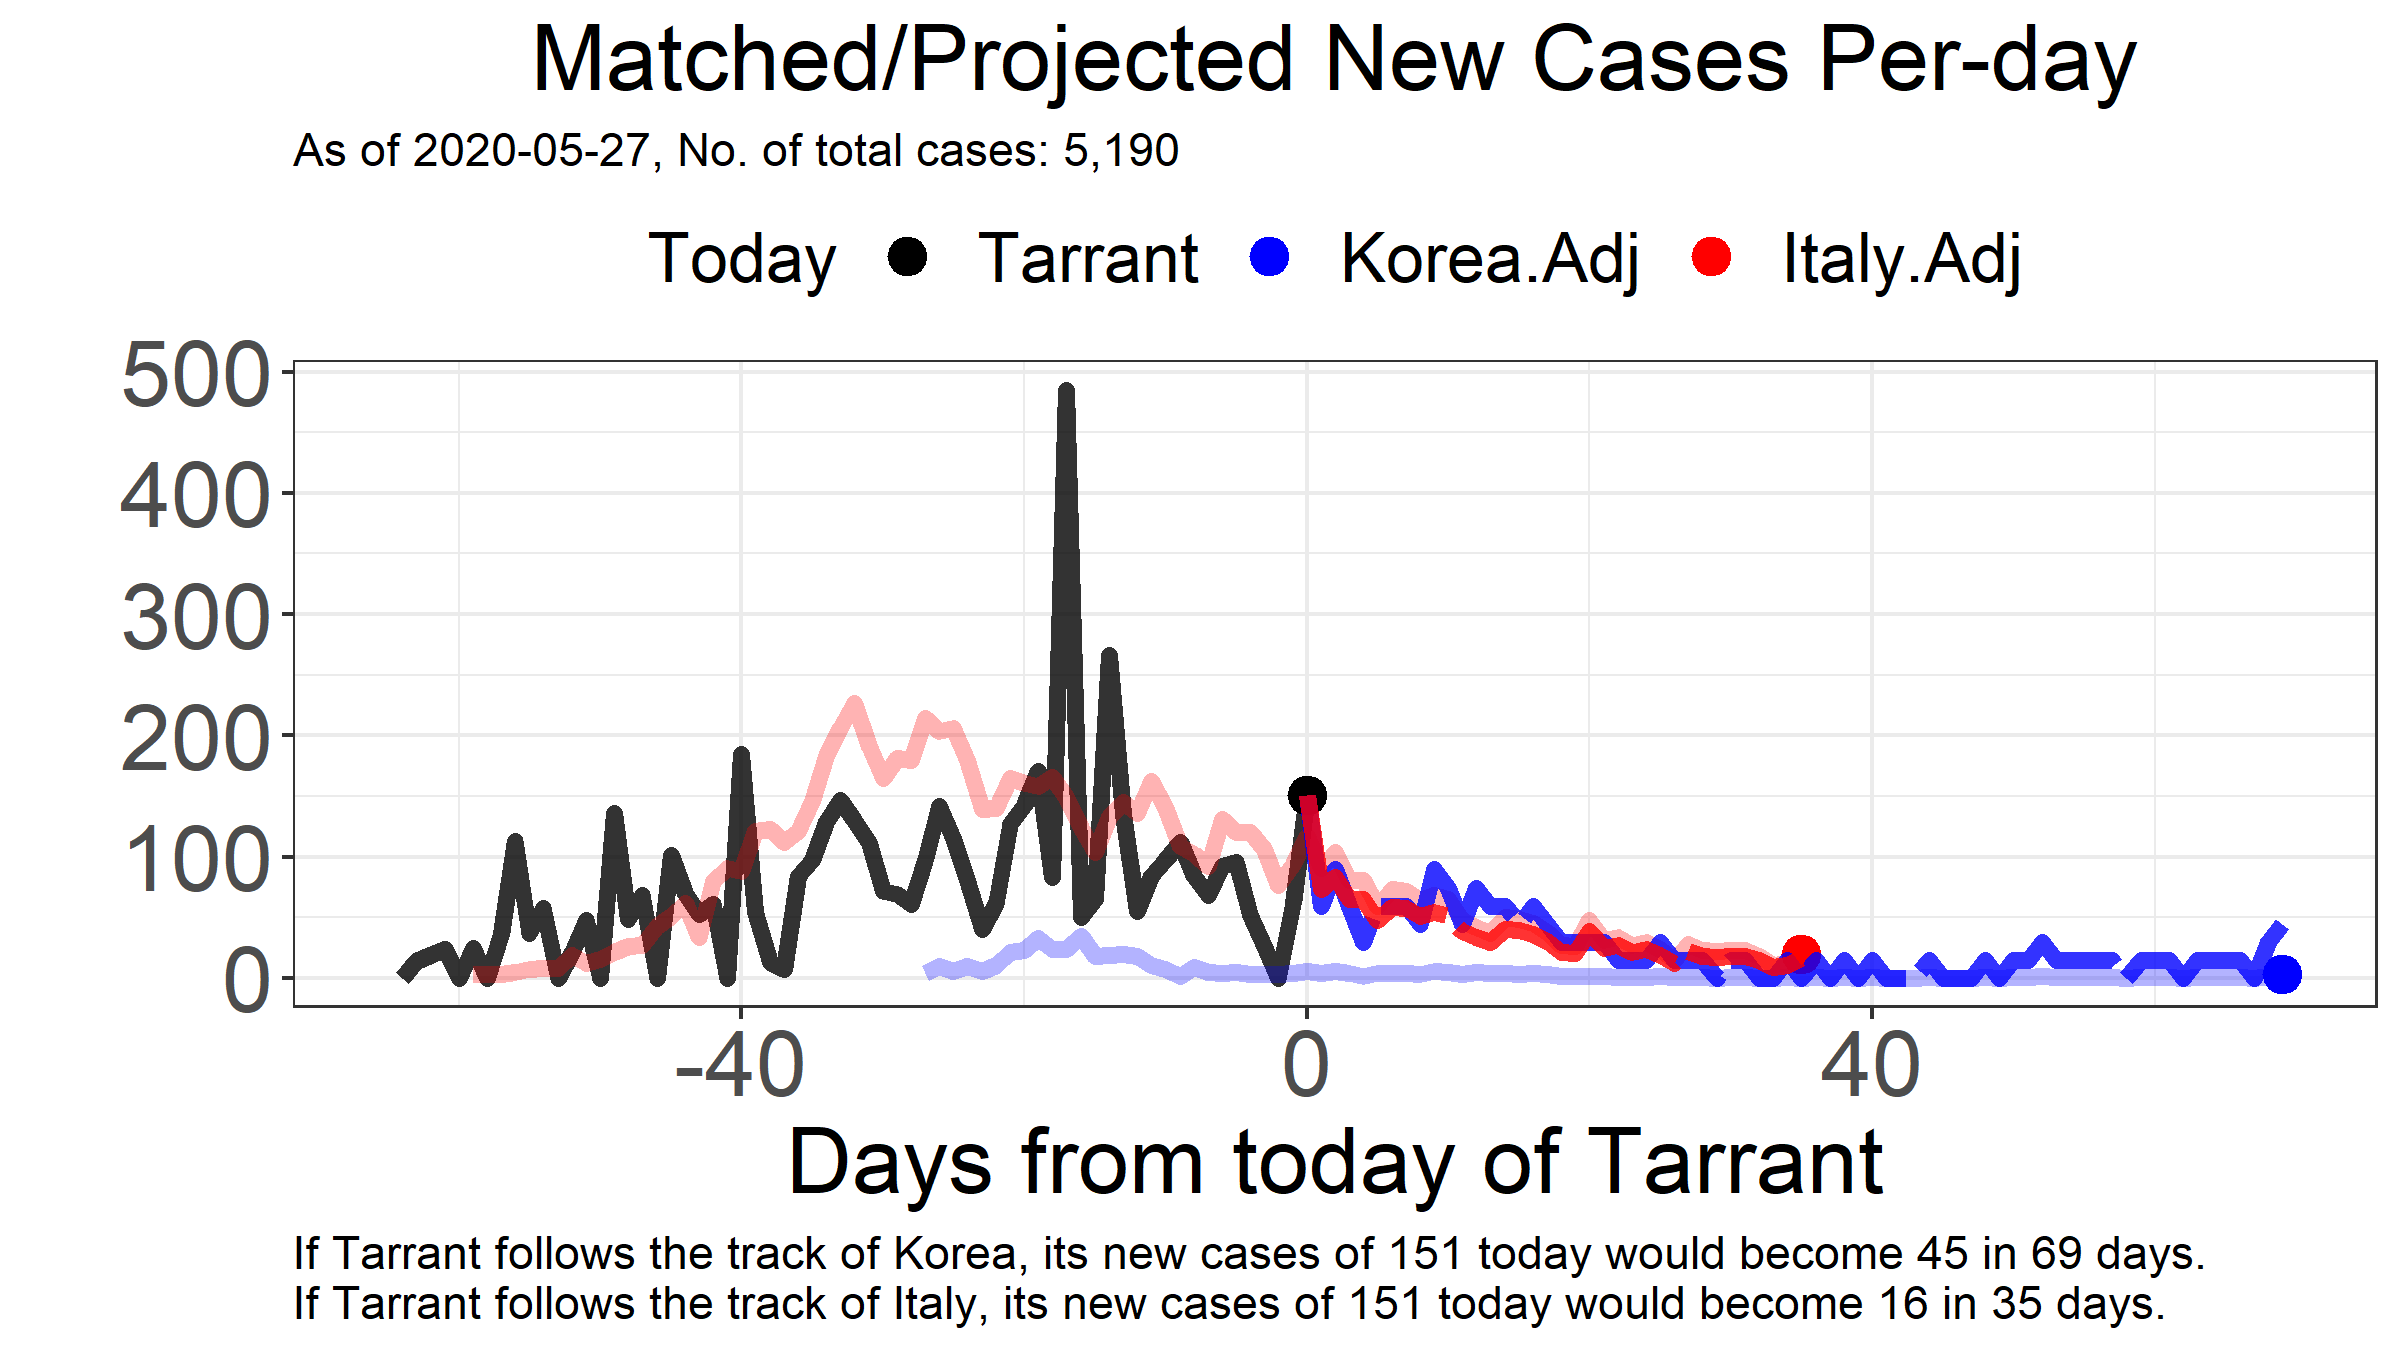 Matched/Projected New Cases Per-day
As of 2020-05-27, No. of total cases: 5,190
Today Tarrant Korea.Adj Italy.Adj
500
400
300
200
100
0
-40 0 40
Days from today of Tarrant
If Tarrant follows the track of Korea, its new cases of 151 today would become 45 in 69 days.
If Tarrant follows the track of Italy, its new cases of 151 today would become 16 in 35 days.